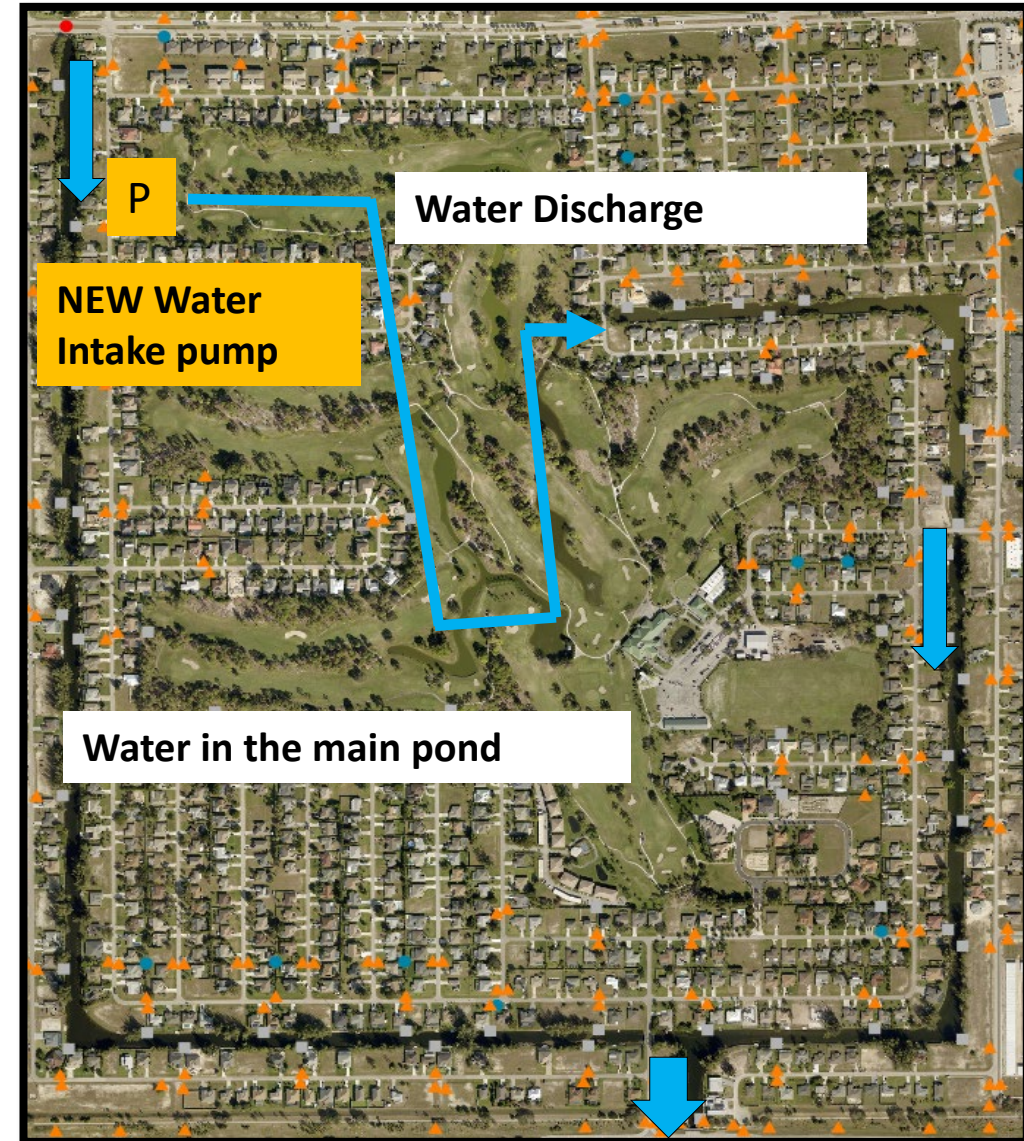 P
Water Discharge
NEW Water
Intake pump
Water in the main pond